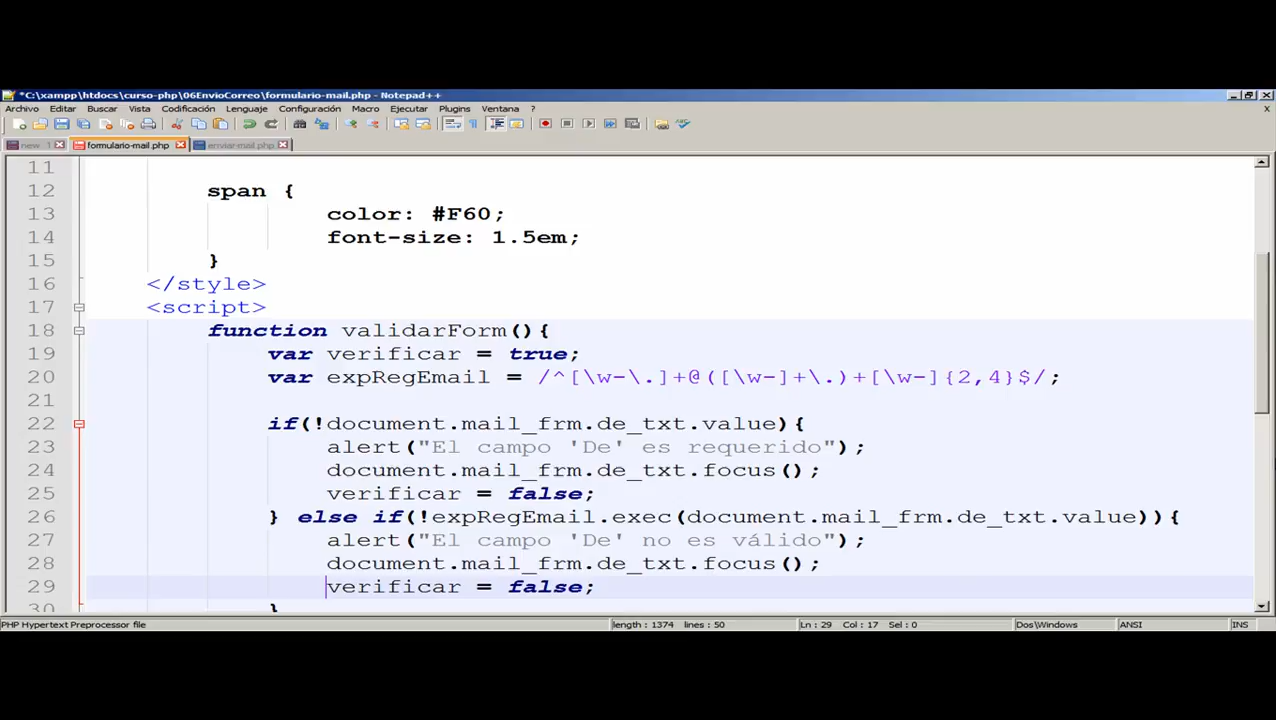 *C:\xampp\htdocs\curso-php\06EnvioCorreo\formulario-mail.php - Notepad++
Archivo Editar Buscar Vista Codificación Lenguaje Configuración Macro Ejecutar Plugins Ventana ?
new 1 formulario-mail.php enviar-mail.php
11
12 span {
13 color: #F60;
14 font-size: 1.5em;
15 }
16 </style>
17 <script>
18 function validarForm(){
19 var verificar = true;
20 var expRegEmail = /^[\w-\.]+@([\w-]+\.)+[\w-]{2,4}$/;
21
22 if(!document.mail_frm.de_txt.value){
23 alert("El campo 'De' es requerido");
24 document.mail_frm.de_txt.focus();
25 verificar = false;
26 } else if(!expRegEmail.exec(document.mail_frm.de_txt.value)){
27 alert("El campo 'De' no es válido");
28 document.mail_frm.de_txt.focus();
29 verificar = false;
30 }
PHP Hypertext Preprocessor file length : 1374 lines : 50 Ln : 29 Col : 17 Sel : 0 Dos\Windows ANSI INS